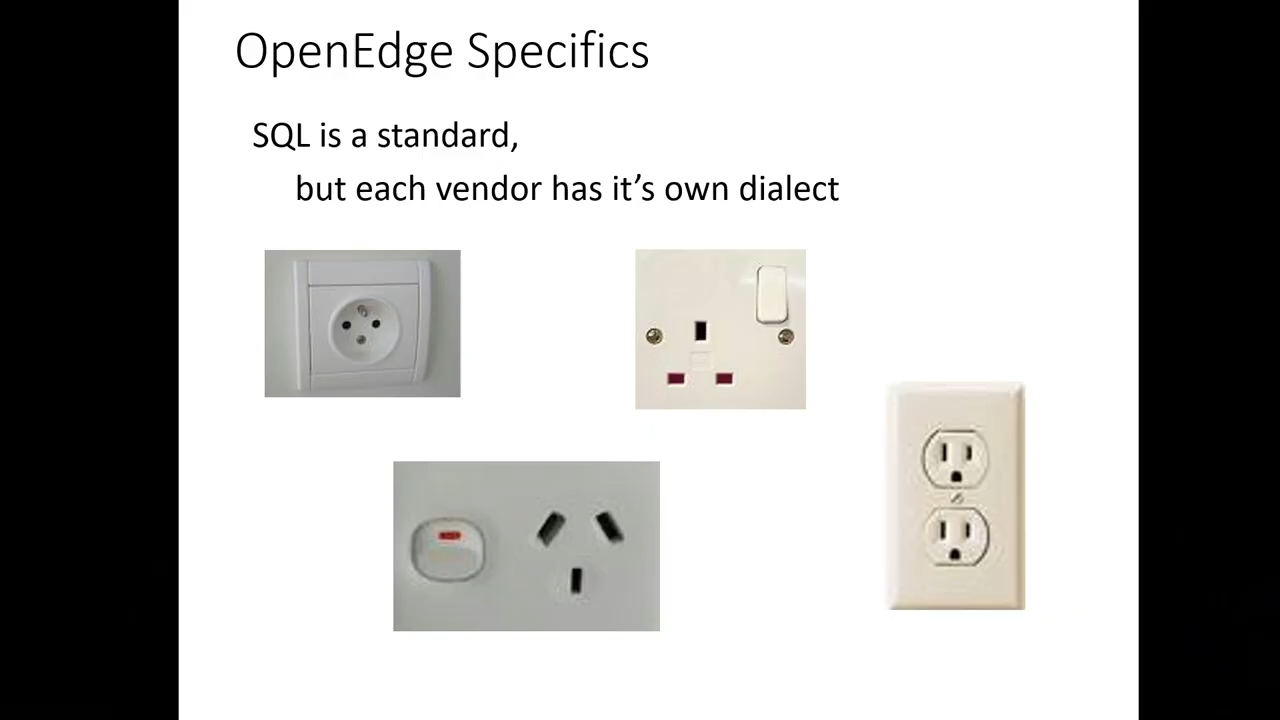 OpenEdge Specifics
SQL is a standard,
but each vendor has it’s own dialect